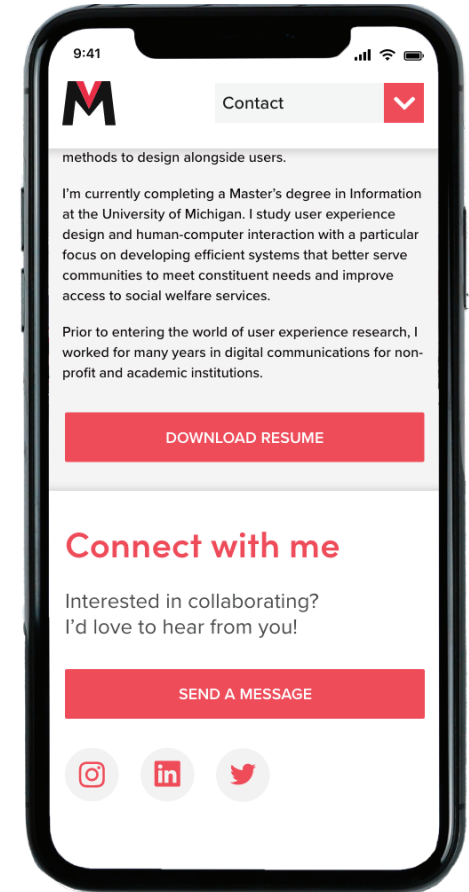 9:41
Contact
methods to design alongside users.
I’m currently completing a Master’s degree in Information
at the University of Michigan. I study user experience
design and human-computer interaction with a particular
focus on developing efficient systems that better serve
communities to meet constituent needs and improve
access to social welfare services.
Prior to entering the world of user experience research, I
worked for many years in digital communications for non-
profit and academic institutions.
DOWNLOAD RESUME
Connect with me
Interested in collaborating?
I’d love to hear from you!
SEND A MESSAGE
in